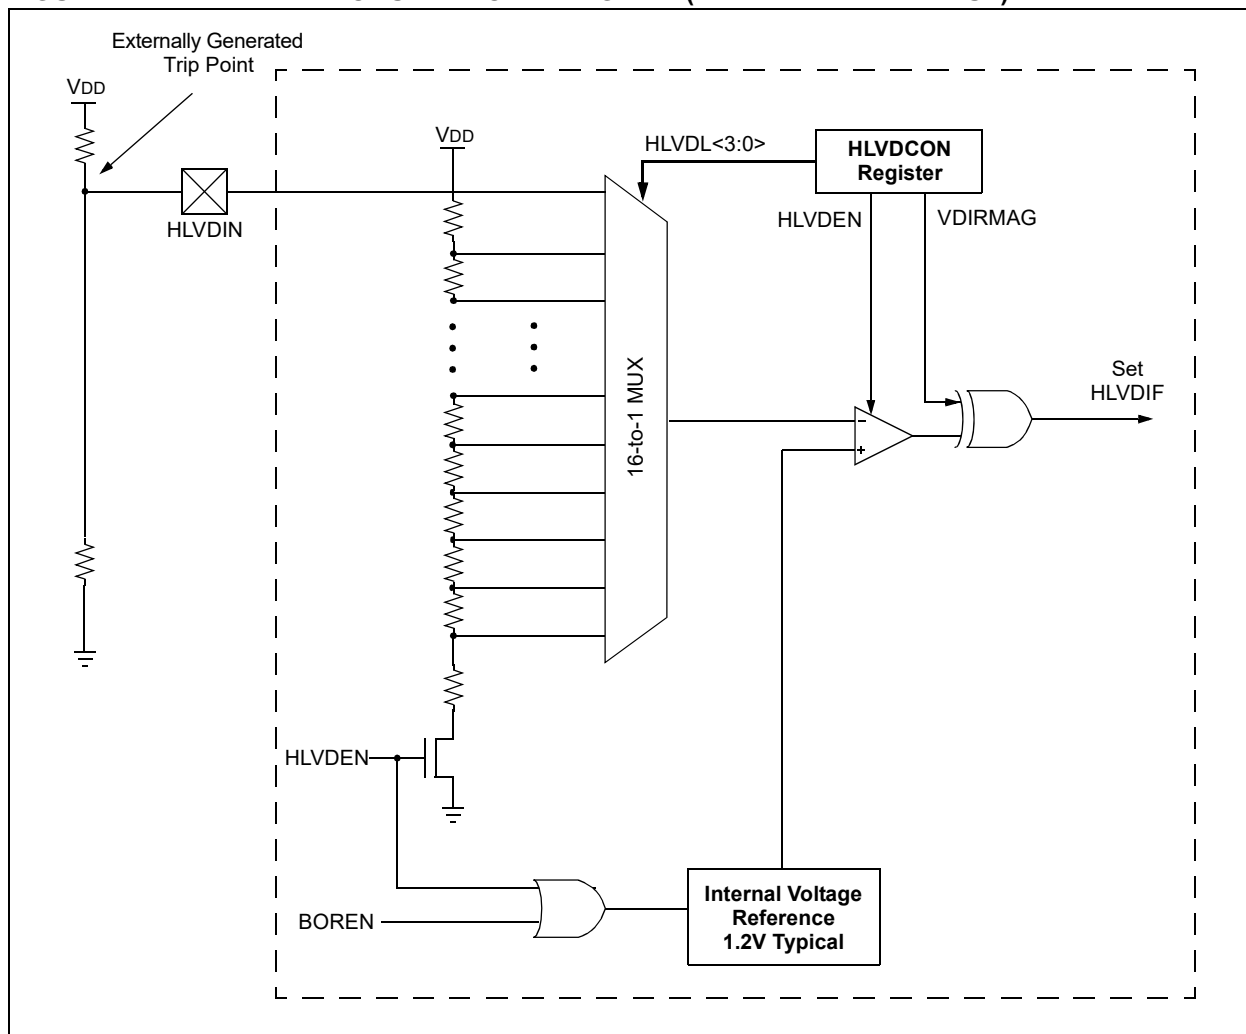 Externally Generated
Trip Point
VDD
VDD
HLVDL<3:0>
HLVDCON
Register
HLVDIN
HLVDEN
VDIRMAG
16-to-1 MUX
Set
HLVDIF
–
+
HLVDEN
BOREN
Internal Voltage
Reference
1.2V Typical